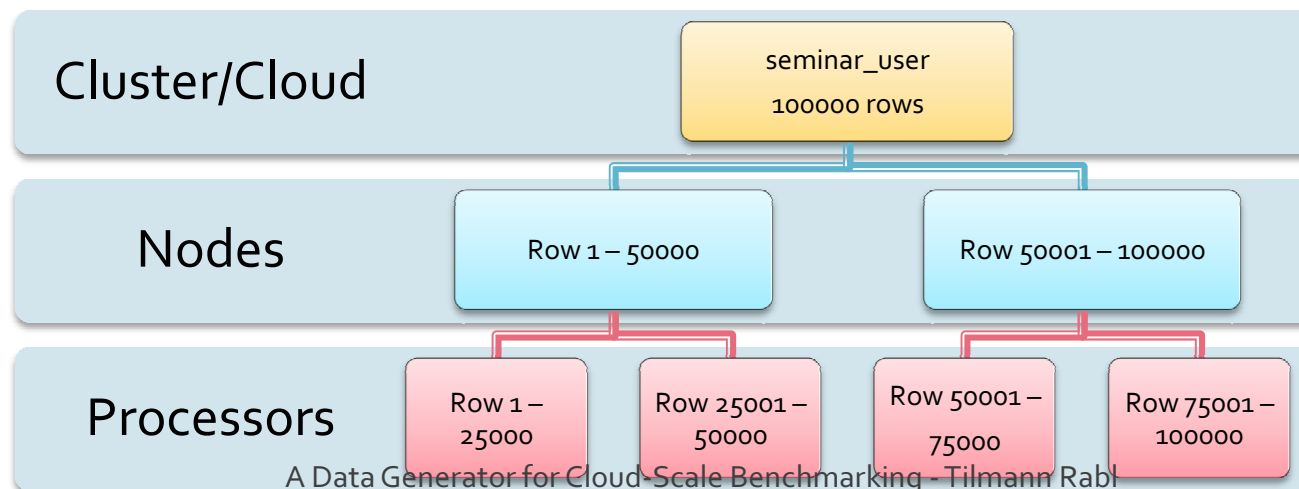 Cluster/Cloud
seminar_user
100000 rows
Nodes
Row 1 – 50000
Row 50001 – 100000
Processors
Row 1 –
25000
Row 25001 –
50000
Row 50001 –
75000
Row 75001 –
100000
A Data Generator for Cloud-Scale Benchmarking - Tilmann Rabl